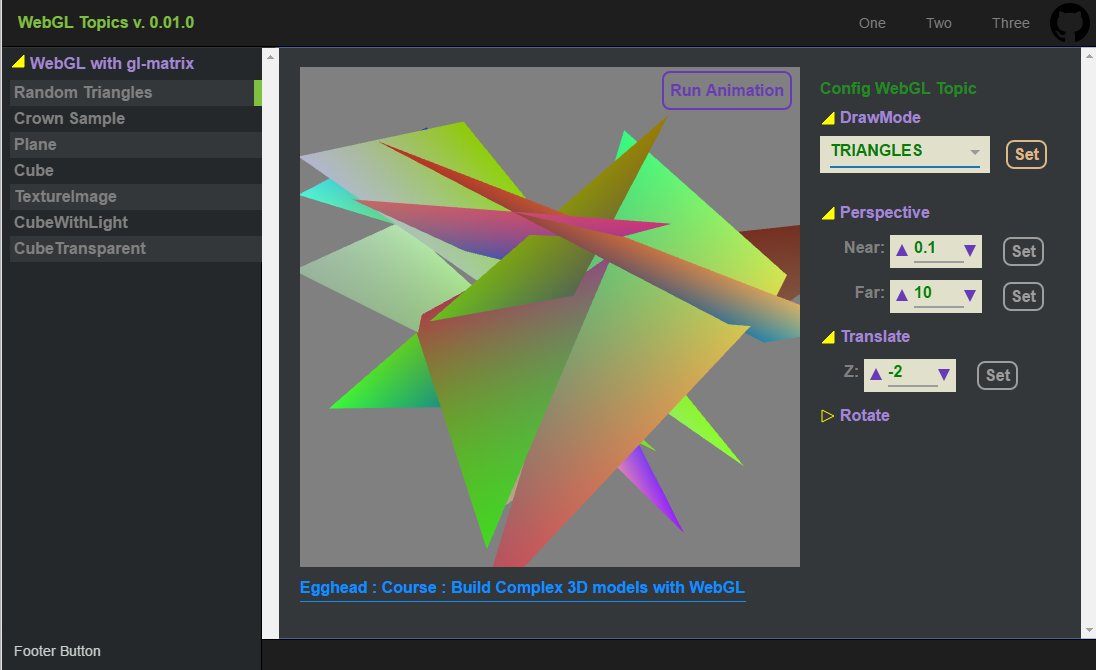 WebGL Topics v. 0.01.0
One Two Three
WebGL with gl-matrix
Random Triangles
Crown Sample
Plane
Cube
TextureImage
CubeWithLight
CubeTransparent
Footer Button
Run Animation
Egghead : Course : Build Complex 3D models with WebGL
Config WebGL Topic
DrawMode
TRIANGLES Set
Perspective
Near: 0.1 Set
Far: 10 Set
Translate
Z: -2 Set
Rotate